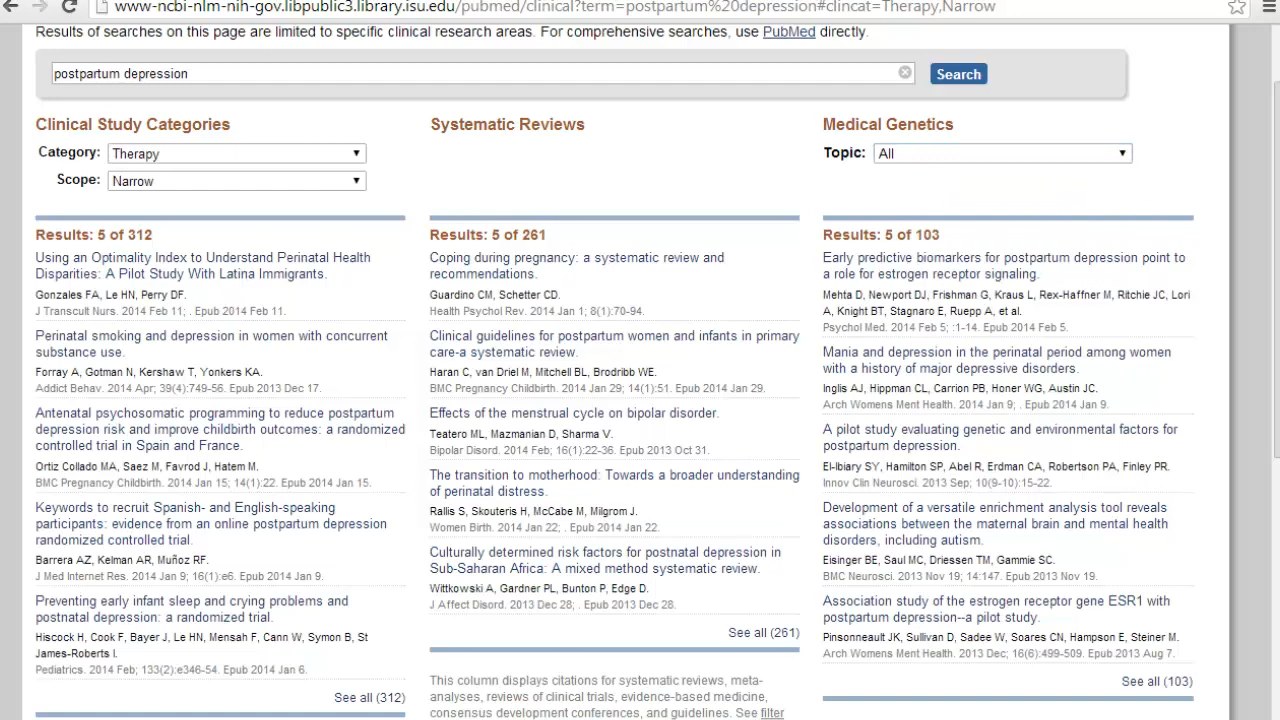 www-ncbi-nlm-nih-gov.libpublic3.library.isu.edu/pubmed/clinical?term=postpartum%20depression#clincat=Therapy,Narrow
Results of searches on this page are limited to specific clinical research areas. For comprehensive searches, use PubMed directly.
postpartum depression
Search
Clinical Study Categories
Category: Therapy
Scope: Narrow
Results: 5 of 312
Using an Optimality Index to Understand Perinatal Health
Disparities: A Pilot Study With Latina Immigrants.
Gonzales FA, Le HN, Perry DF.
J Transcult Nurs. 2014 Feb 11; . Epub 2014 Feb 11.
Perinatal smoking and depression in women with concurrent
substance use.
Forray A, Gotman N, Kershaw T, Yonkers KA.
Addict Behav. 2014 Apr; 39(4):749-56. Epub 2013 Dec 17.
Antenatal psychosomatic programming to reduce postpartum
depression risk and improve childbirth outcomes: a randomized
controlled trial in Spain and France.
Ortiz Collado MA, Saez M, Favrod J, Hatem M.
BMC Pregnancy Childbirth. 2014 Jan 15; 14(1):22. Epub 2014 Jan 15.
Keywords to recruit Spanish- and English-speaking
participants: evidence from an online postpartum depression
randomized controlled trial.
Barrera AZ, Kelman AR, Muñoz RF.
J Med Internet Res. 2014 Jan 9; 16(1):e6. Epub 2014 Jan 9.
Preventing early infant sleep and crying problems and
postnatal depression: a randomized trial.
Hiscock H, Cook F, Bayer J, Le HN, Mensah F, Cann W, Symon B, St
James-Roberts I.
Pediatrics. 2014 Feb; 133(2):e346-54. Epub 2014 Jan 6.
See all (312)
Systematic Reviews
Results: 5 of 261
Coping during pregnancy: a systematic review and
recommendations.
Guardino CM, Schetter CD.
Health Psychol Rev. 2014 Jan 1; 8(1):70-94.
Clinical guidelines for postpartum women and infants in primary
care-a systematic review.
Haran C, van Driel M, Mitchell BL, Brodribb WE.
BMC Pregnancy Childbirth. 2014 Jan 29; 14(1):51. Epub 2014 Jan 29.
Effects of the menstrual cycle on bipolar disorder.
Teatero ML, Mazmanian D, Sharma V.
Bipolar Disord. 2014 Feb; 16(1):22-36. Epub 2013 Oct 31.
The transition to motherhood: Towards a broader understanding
of perinatal distress.
Rallis S, Skouteris H, McCabe M, Milgrom J.
Women Birth. 2014 Jan 22; . Epub 2014 Jan 22.
Culturally determined risk factors for postnatal depression in
Sub-Saharan Africa: A mixed method systematic review.
Wittkowski A, Gardner PL, Bunton P, Edge D.
J Affect Disord. 2013 Dec 28; . Epub 2013 Dec 28.
See all (261)
This column displays citations for systematic reviews, meta-
analyses, reviews of clinical trials, evidence-based medicine,
consensus development conferences, and guidelines. See filter
Medical Genetics
Topic: All
Results: 5 of 103
Early predictive biomarkers for postpartum depression point to
a role for estrogen receptor signaling.
Mehta D, Newport DJ, Frishman G, Kraus L, Rex-Haffner M, Ritchie JC, Lori
A, Knight BT, Stagnaro E, Ruepp A, et al.
Psychol Med. 2014 Feb 5; :1-14. Epub 2014 Feb 5.
Mania and depression in the perinatal period among women
with a history of major depressive disorders.
Inglis AJ, Hippman CL, Carrion PB, Honer WG, Austin JC.
Arch Womens Ment Health. 2014 Jan 9; . Epub 2014 Jan 9.
A pilot study evaluating genetic and environmental factors for
postpartum depression.
El-Ibiary SY, Hamilton SP, Abel R, Erdman CA, Robertson PA, Finley PR.
Innov Clin Neurosci. 2013 Sep; 10(9-10):15-22.
Development of a versatile enrichment analysis tool reveals
associations between the maternal brain and mental health
disorders, including autism.
Eisinger BE, Saul MC, Driessen TM, Gammie SC.
BMC Neurosci. 2013 Nov 19; 14:147. Epub 2013 Nov 19.
Association study of the estrogen receptor gene ESR1 with
postpartum depression--a pilot study.
Pinsonneault JK, Sullivan D, Sadee W, Soares CN, Hampson E, Steiner M.
Arch Womens Ment Health. 2013 Dec; 16(6):499-509. Epub 2013 Aug 7.
See all (103)